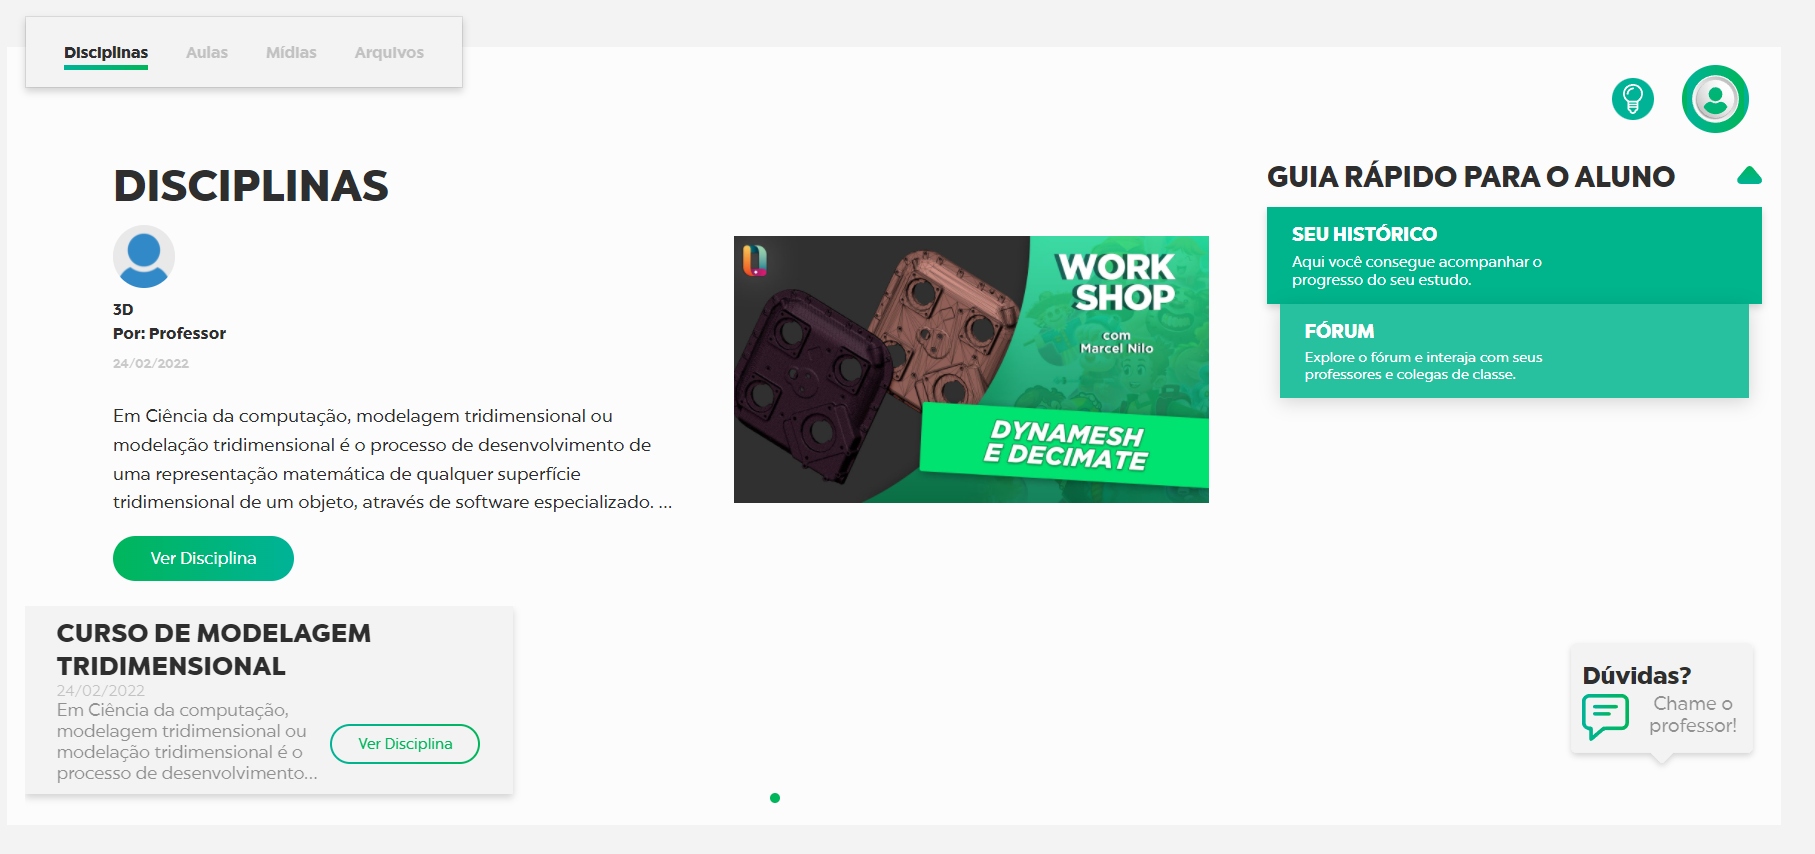 Disciplinas
Aulas
Mídias
Arquivos
DISCIPLINAS
3D
Por: Professor
24/02/2022
Em Ciência da computação, modelagem tridimensional ou
modelação tridimensional é o processo de desenvolvimento de
uma representação matemática de qualquer superfície
tridimensional de um objeto, através de software especializado. ...
Ver Disciplina
WORK
SHOP
com
Marcel Nilo
DYNAMESH
E DECIMATE
GUIA RÁPIDO PARA O ALUNO
SEU HISTÓRICO
Aqui você consegue acompanhar o
progresso do seu estudo.
FÓRUM
Explore o fórum e interaja com seus
professores e colegas de classe.
CURSO DE MODELAGEM
TRIDIMENSIONAL
24/02/2022
Em Ciência da computação,
modelagem tridimensional ou
modelação tridimensional é o
processo de desenvolvimento...
Ver Disciplina
Dúvidas?
Chame o
professor!